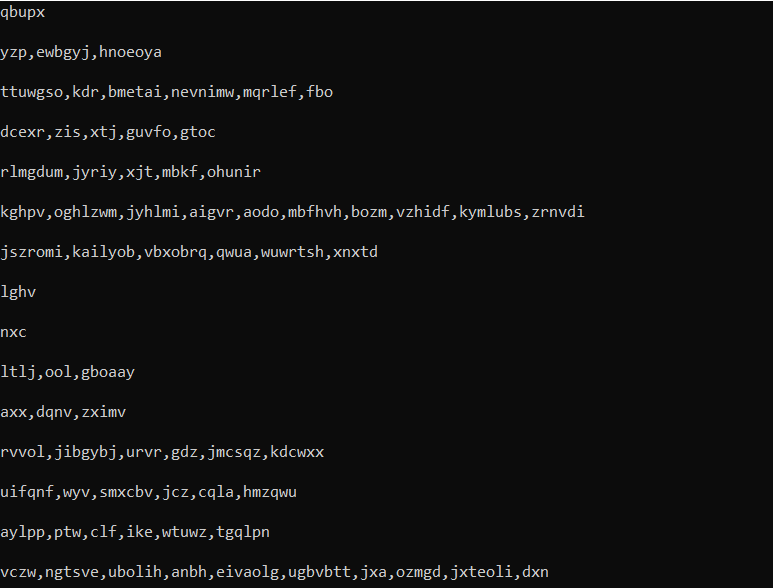 qbupx
yzp,ewbgyj,hnoeoya
ttuwgso,kdr,bmetai,nevnimw,mqrlef,fbo
dcexr,zis,xtj,guvfo,gtoc
rlmgdum,jyriy,xjt,mbkf,ohunir
kghpv,oghlzwm,jyhlmi,aigvr,aodo,mbfhvh,bozm,vzhidf,kymlubs,zrnvdi
jszromi,kailyob,vbxobrq,qwua,wuwrtsh,xnxtd
lghv
nxc
ltlj,ool,gboaay
axx,dqnv,zximv
rvvol,jibgybj,urvr,gdz,jmcsqz,kdcwxx
uifqnf,wyv,smxcbv,jcz,cqla,hmzqwu
aylpp,ptw,clf,ike,wtuwz,tgqlpn
vczw,ngtsve,ubolih,anbh,eivaolg,ugbvbtt,jxa,ozmgd,jxteoli,dxn